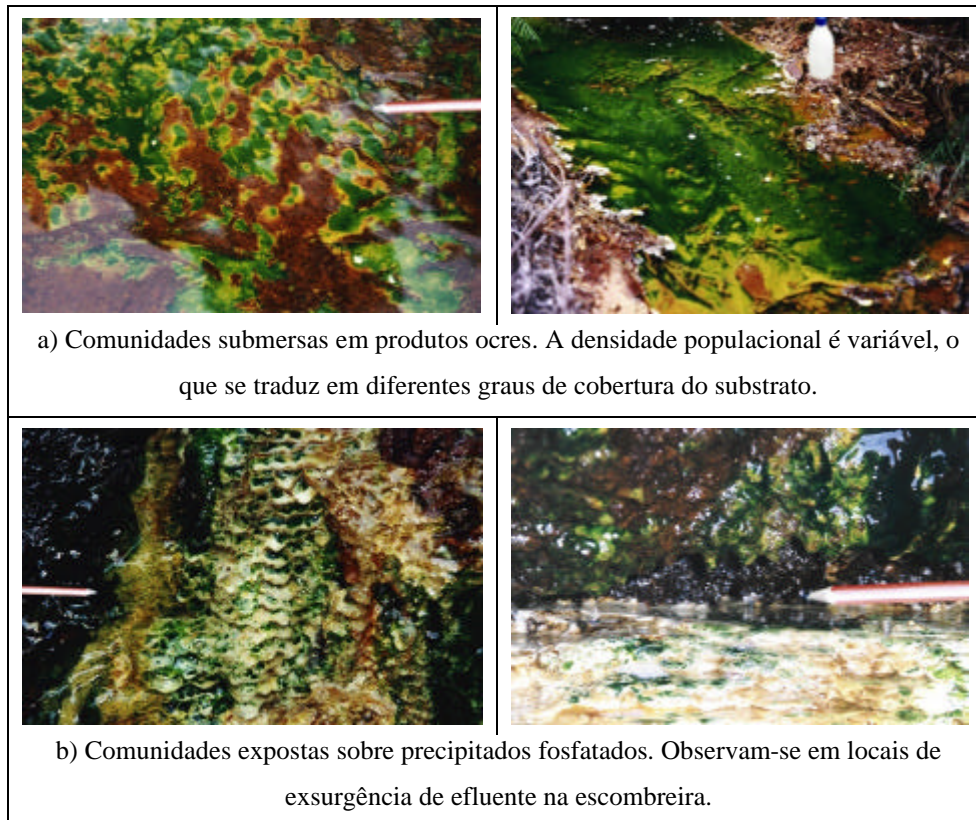 a) Comunidades submersas em produtos ocres. A densidade populacional é variável, o
que se traduz em diferentes graus de cobertura do substrato.
b) Comunidades expostas sobre precipitados fosfatados. Observam-se em locais de
exsurgência de efluente na escombreira.